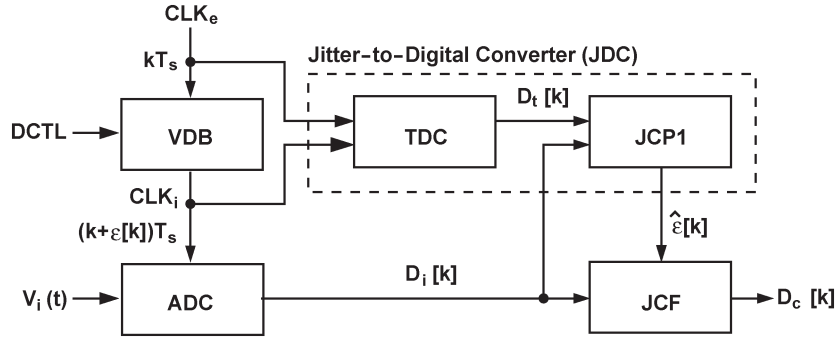 CLKe
kTs
Jitter-to-Digital Converter (JDC)
Dt [k]
DCTL
VDB
TDC
JCP1
CLKi
(k+ε[k])Ts
ε̂[k]
Di [k]
Vi (t)
ADC
JCF
Dc [k]